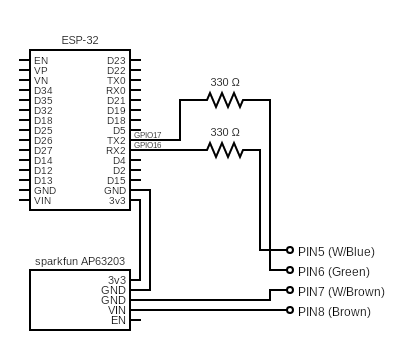 ESP-32
EN D23
VP D22
VN TX0
D34 RX0
D35 D21
D32 D19
D18 D18
D25 D5
D26 TX2 GPIO17
D27 RX2 GPIO16
D14 D4
D12 D2
D13 D15
GND GND
VIN 3v3
330 Ω
330 Ω
sparkfun AP63203
3v3
GND
GND
VIN
EN
PIN5 (W/Blue)
PIN6 (Green)
PIN7 (W/Brown)
PIN8 (Brown)